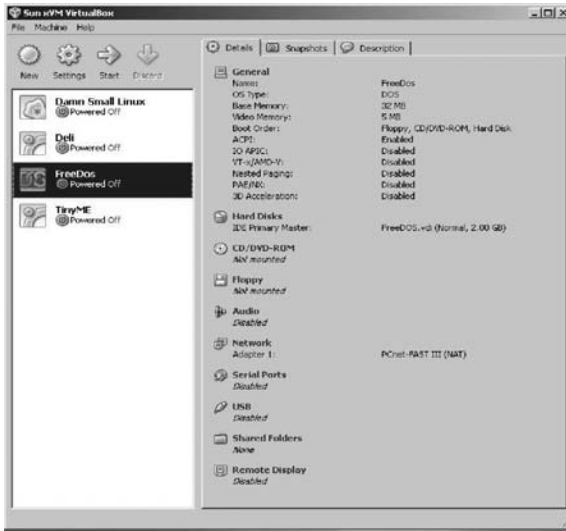 Sun xVM VirtualBox
File Machine Help
New Settings Start Discard
Damn Small Linux
Powered Off
Deli
Powered Off
FreeDos
Powered Off
TinyME
Powered Off
Details Snapshots Description
General
Name: FreeDos
OS Type: DOS
Base Memory: 32 MB
Video Memory: 5 MB
Boot Order: Floppy, CD/DVD-ROM, Hard Disk
ACPI: Enabled
IO APIC: Disabled
VT-x/AMD-V: Disabled
Nested Paging: Disabled
PAE/NX: Disabled
3D Acceleration: Disabled
Hard Disks
IDE Primary Master: FreeDOS.vdi (Normal, 2.00 GB)
CD/DVD-ROM
Not mounted
Floppy
Not mounted
Audio
Disabled
Network
Adapter 1: PCnet-FAST III (NAT)
Serial Ports
Disabled
USB
Disabled
Shared Folders
None
Remote Display
Disabled